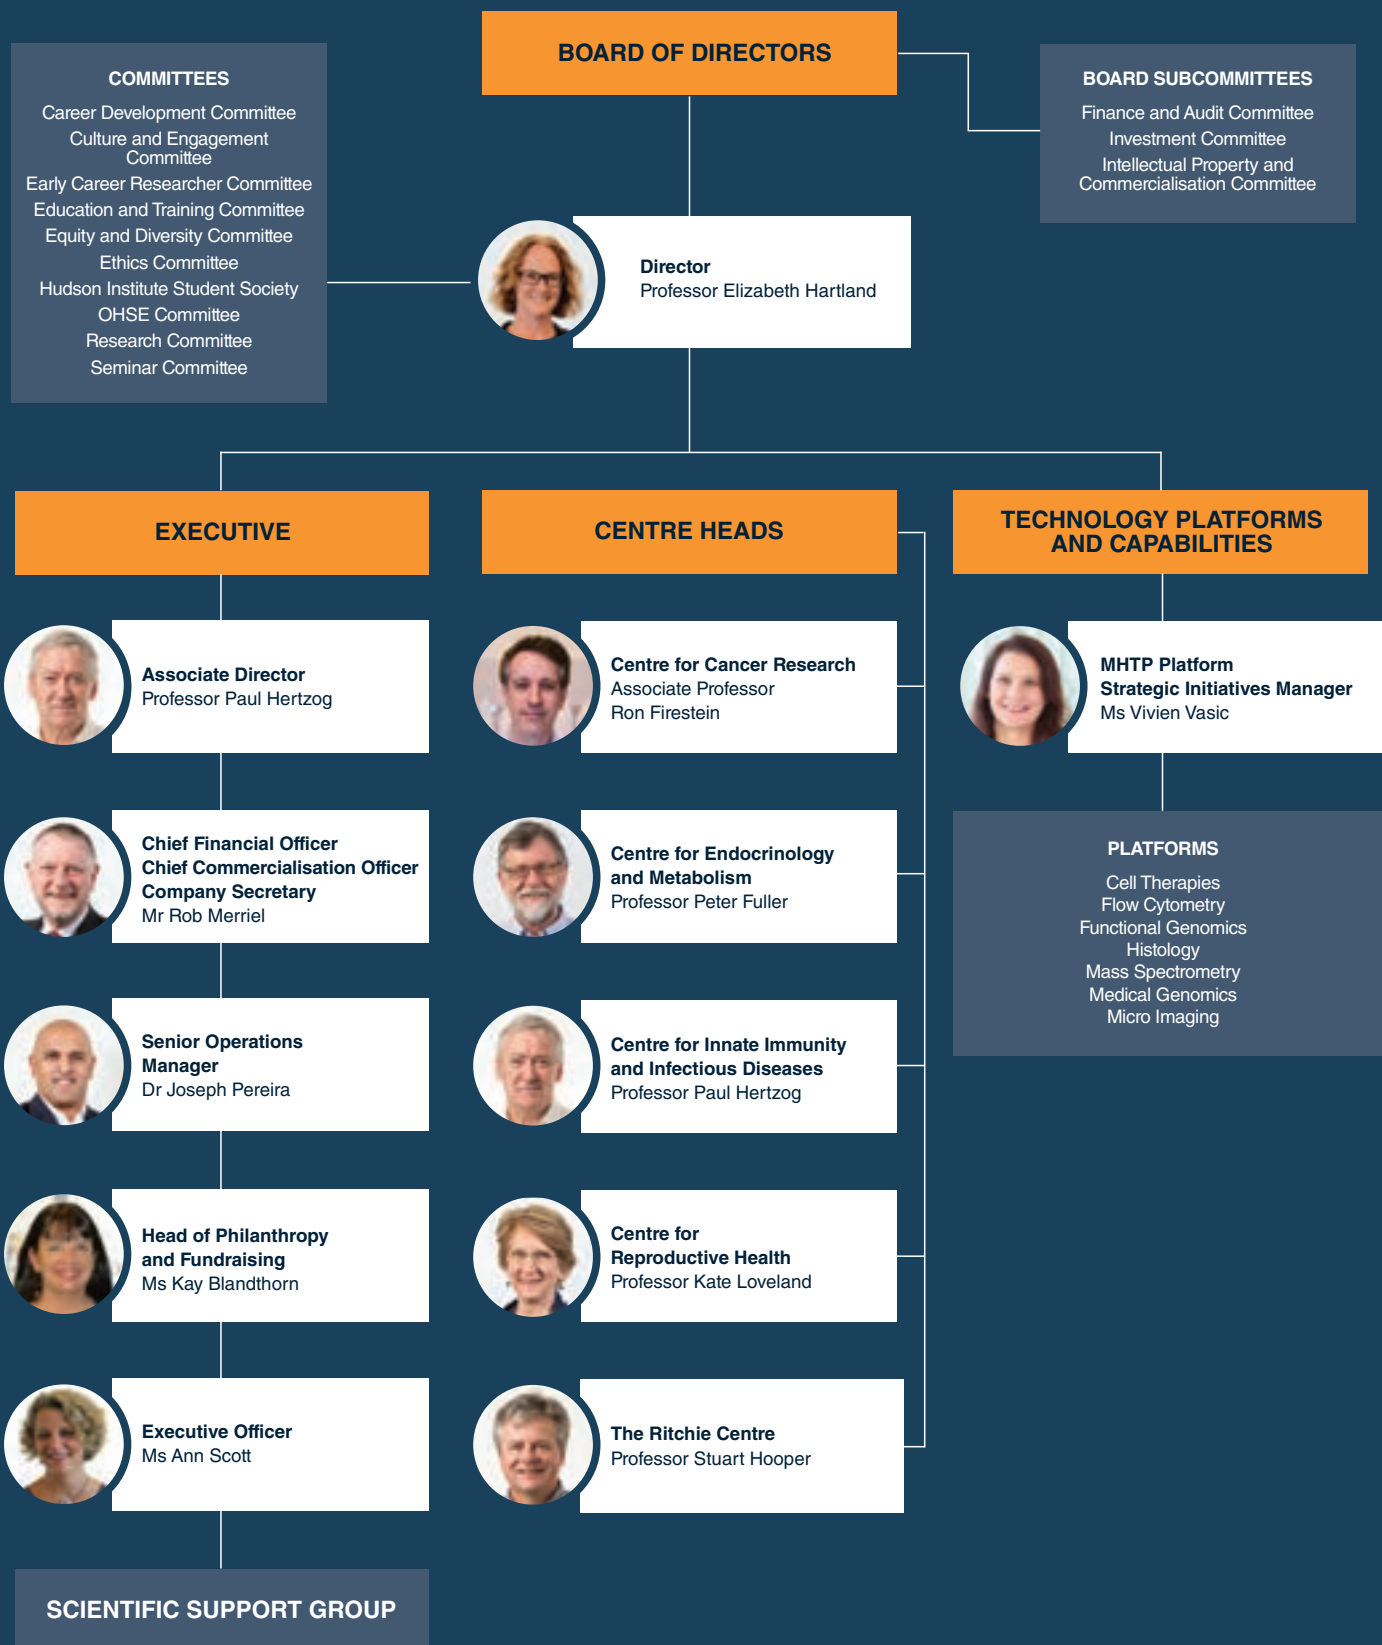 BOARD OF DIRECTORS
COMMITTEES
Career Development Committee
Culture and Engagement
Committee
Early Career Researcher Committee
Education and Training Committee
Equity and Diversity Committee
Ethics Committee
Hudson Institute Student Society
OHSE Committee
Research Committee
Seminar Committee
BOARD SUBCOMMITTEES
Finance and Audit Committee
Investment Committee
Intellectual Property and
Commercialisation Committee
Director
Professor Elizabeth Hartland
EXECUTIVE
Associate Director
Professor Paul Hertzog
Chief Financial Officer
Chief Commercialisation Officer
Company Secretary
Mr Rob Merriel
Senior Operations
Manager
Dr Joseph Pereira
Head of Philanthropy
and Fundraising
Ms Kay Blandthorn
Executive Officer
Ms Ann Scott
SCIENTIFIC SUPPORT GROUP
CENTRE HEADS
Centre for Cancer Research
Associate Professor
Ron Firestein
Centre for Endocrinology
and Metabolism
Professor Peter Fuller
Centre for Innate Immunity
and Infectious Diseases
Professor Paul Hertzog
Centre for
Reproductive Health
Professor Kate Loveland
The Ritchie Centre
Professor Stuart Hooper
TECHNOLOGY PLATFORMS
AND CAPABILITIES
MHTP Platform
Strategic Initiatives Manager
Ms Vivien Vasic
PLATFORMS
Cell Therapies
Flow Cytometry
Functional Genomics
Histology
Mass Spectrometry
Medical Genomics
Micro Imaging